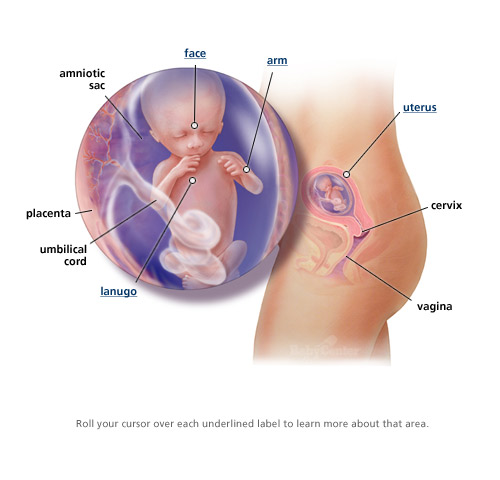 face
arm
amniotic
sac
uterus
placenta
cervix
umbilical
cord
lanugo
vagina
Roll your cursor over each underlined label to learn more about that area.